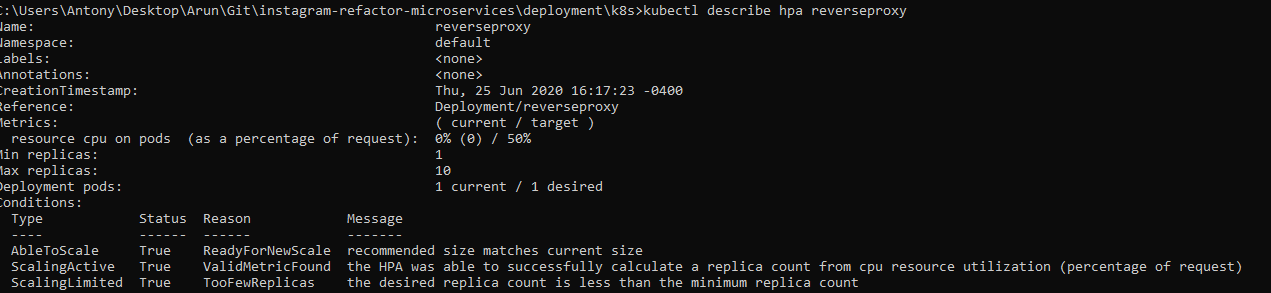 C:\Users\Antony\Desktop\Arun\Git\instagram-refactor-microservices\deployment\k8s>kubectl describe hpa reverseproxy
Name: reverseproxy
Namespace: default
Labels: <none>
Annotations: <none>
CreationTimestamp: Thu, 25 Jun 2020 16:17:23 -0400
Reference: Deployment/reverseproxy
Metrics: ( current / target )
resource cpu on pods (as a percentage of request): 0% (0) / 50%
Min replicas: 1
Max replicas: 10
Deployment pods: 1 current / 1 desired
Conditions:
Type Status Reason Message
---- ------ ------ -------
AbleToScale True ReadyForNewScale recommended size matches current size
ScalingActive True ValidMetricFound the HPA was able to successfully calculate a replica count from cpu resource utilization (percentage of request)
ScalingLimited True TooFewReplicas the desired replica count is less than the minimum replica count